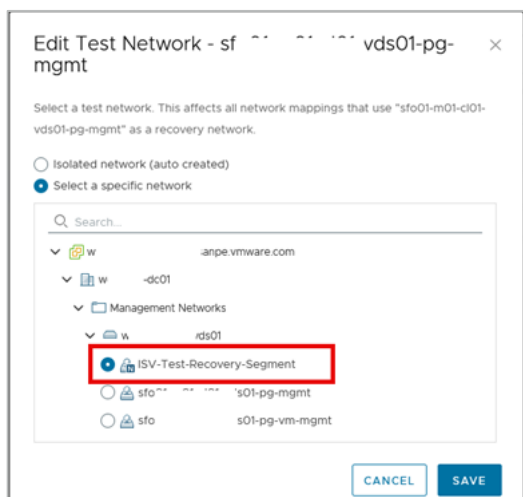 Edit Test Network - sf vds01-pg-
mgmt
Select a test network. This affects all network mappings that use "sfo01-m01-cl01-
vds01-pg-mgmt" as a recovery network.
Isolated network (auto created)
Select a specific network
Search...
w anpe.vmware.com
w -dc01
Management Networks
ds01
ISV-Test-Recovery-Segment
sfo s01-pg-mgmt
sfo s01-pg-vm-mgmt
CANCEL SAVE